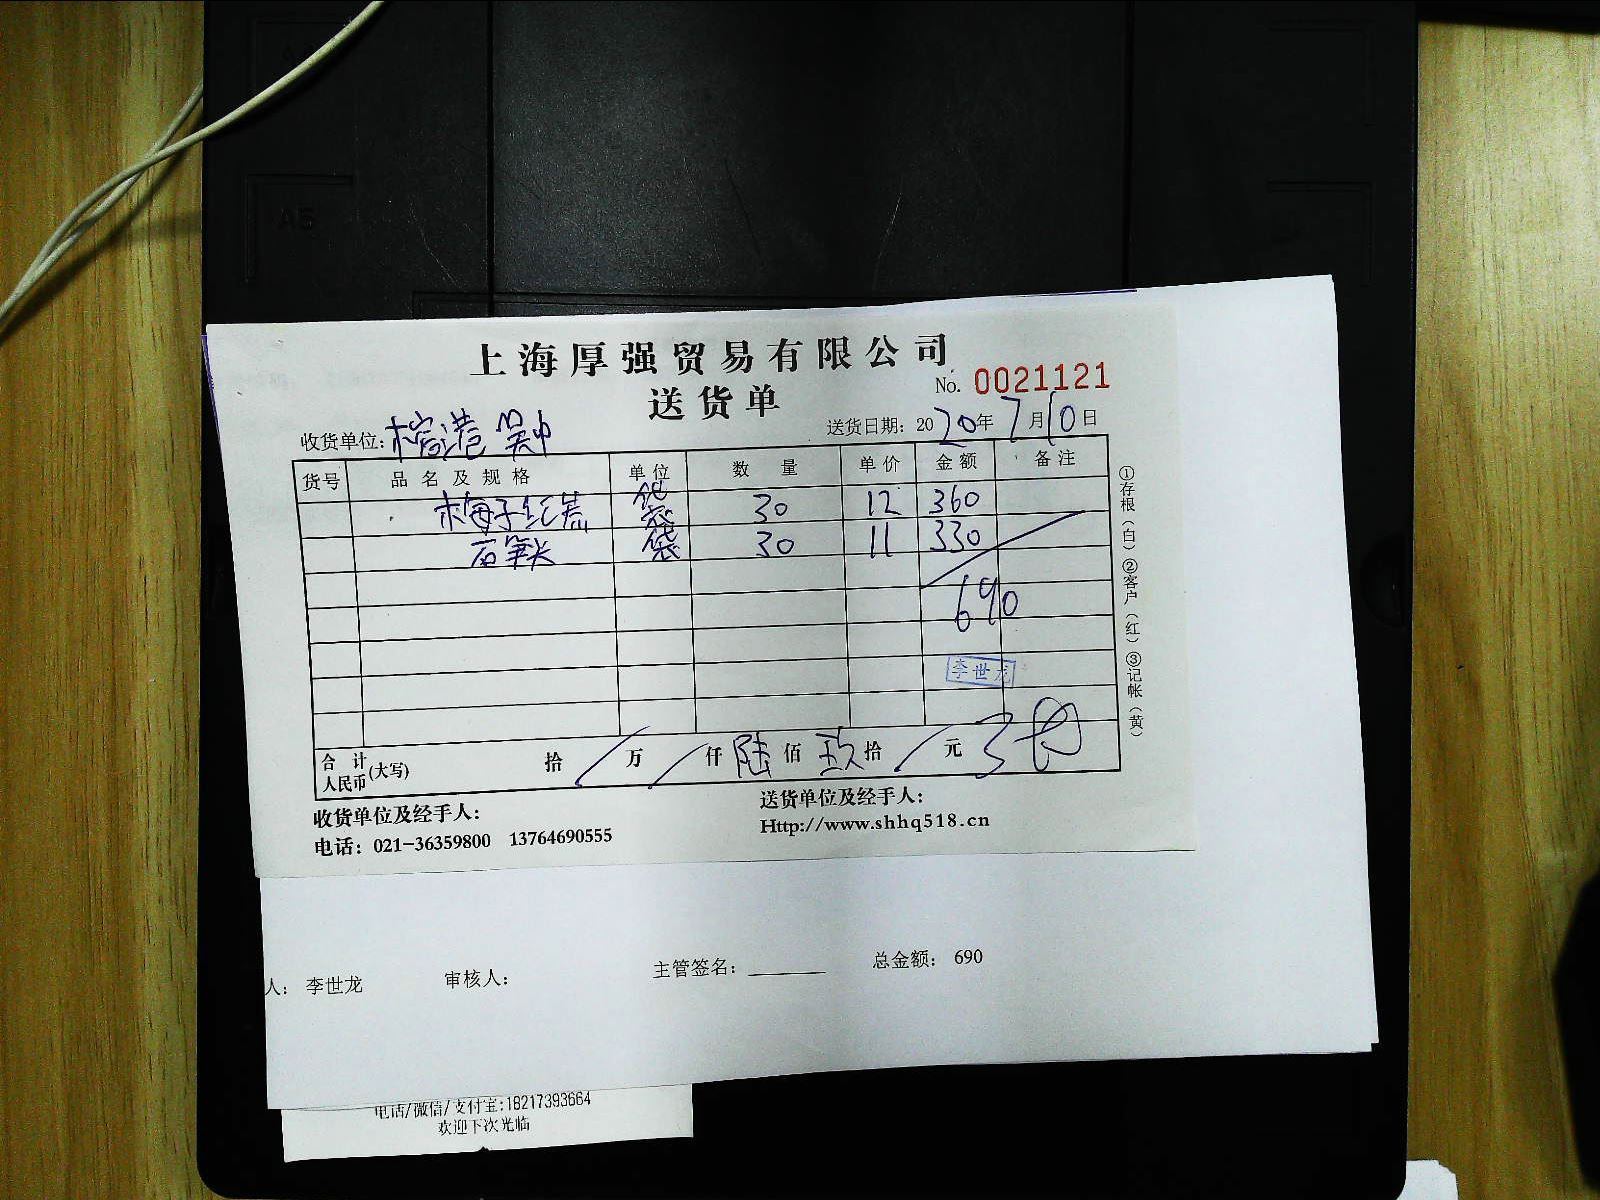 A5
上海厚强贸易有限公司
送货单
No. 0021121
收货单位:
送货日期: 2020年7月10日
货号 品名及规格 单位 数量 单价 金额 备注
梅子 袋 30 12 360
石笋尖 袋 30 11 330
690
李世龙
合计人民币(大写) 拾/万/仟陆佰玖拾/元
①存根(白)②客户(红)③记帐(黄)
收货单位及经手人:
送货单位及经手人:
电话: 021-36359800 13764690555
Http://www.shhq518.cn
人: 李世龙 审核人: 主管签名: 总金额: 690
电话/微信/支付宝:18217393664
欢迎下次光临